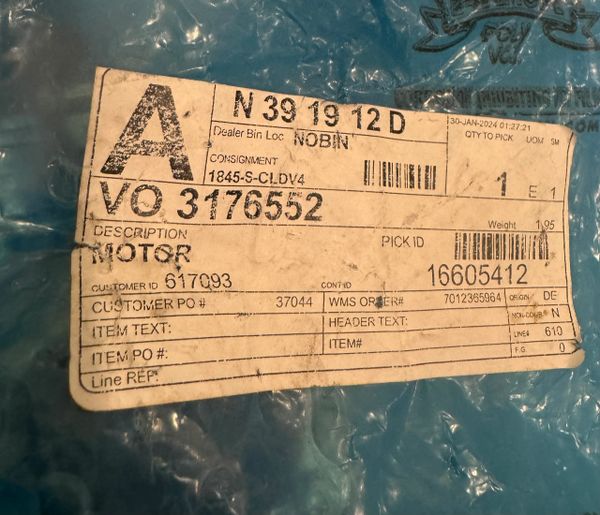 POLY
A
N 39 19 12 D
Dealer Bin Loc NOBIN
30-JAN-2024 01:27:21
QTY TO PICK UOM SM
CONSIGNMENT
1845-S-CLDV4
1 E 1
VO 3176552
Weight 1.95
DESCRIPTION
MOTOR
PICK ID
CUSTOMER ID 617093
CONT ID 16605412
CUSTOMER PO # 37044
WMS ORDER# 7012365964
ORIGIN DE
NON-CONV. N
ITEM TEXT:
HEADER TEXT:
LINE# 610
ITEM PO #:
ITEM#
F.G. 0
Line REP: